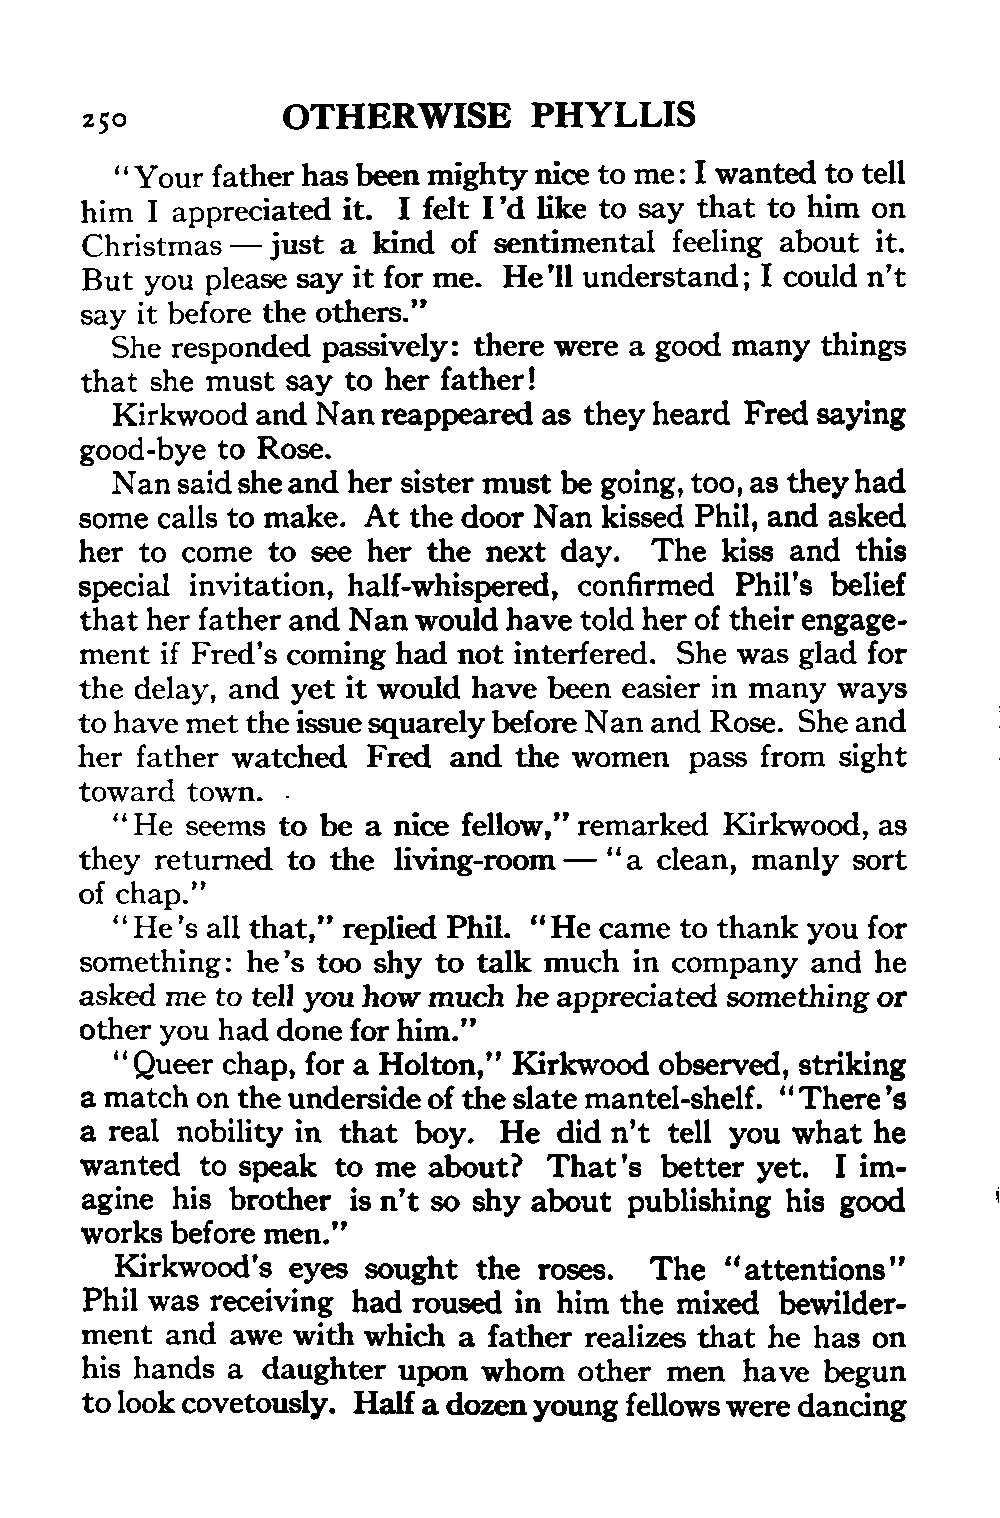 250 OTHERWISE PHYLLIS
"Your father has been mighty nice to me: I wanted to tell
him I appreciated it. I felt I'd like to say that to him on
Christmas — just a kind of sentimental feeling about it.
But you please say it for me. He'll understand; I could n't
say it before the others."
She responded passively: there were a good many things
that she must say to her father!
Kirkwood and Nan reappeared as they heard Fred saying
good-bye to Rose.
Nan said she and her sister must be going, too, as they had
some calls to make. At the door Nan kissed Phil, and asked
her to come to see her the next day. The kiss and this
special invitation, half-whispered, confirmed Phil's belief
that her father and Nan would have told her of their engage-
ment if Fred's coming had not interfered. She was glad for
the delay, and yet it would have been easier in many ways
to have met the issue squarely before Nan and Rose. She and
her father watched Fred and the women pass from sight
toward town.
"He seems to be a nice fellow," remarked Kirkwood, as
they returned to the living-room — "a clean, manly sort
of chap."
"He's all that," replied Phil. "He came to thank you for
something: he's too shy to talk much in company and he
asked me to tell you how much he appreciated something or
other you had done for him."
"Queer chap, for a Holton," Kirkwood observed, striking
a match on the underside of the slate mantel-shelf. "There's
a real nobility in that boy. He did n't tell you what he
wanted to speak to me about? That's better yet. I im-
agine his brother is n't so shy about publishing his good
works before men."
Kirkwood's eyes sought the roses. The "attentions"
Phil was receiving had roused in him the mixed bewilder-
ment and awe with which a father realizes that he has on
his hands a daughter upon whom other men have begun
to look covetously. Half a dozen young fellows were dancing